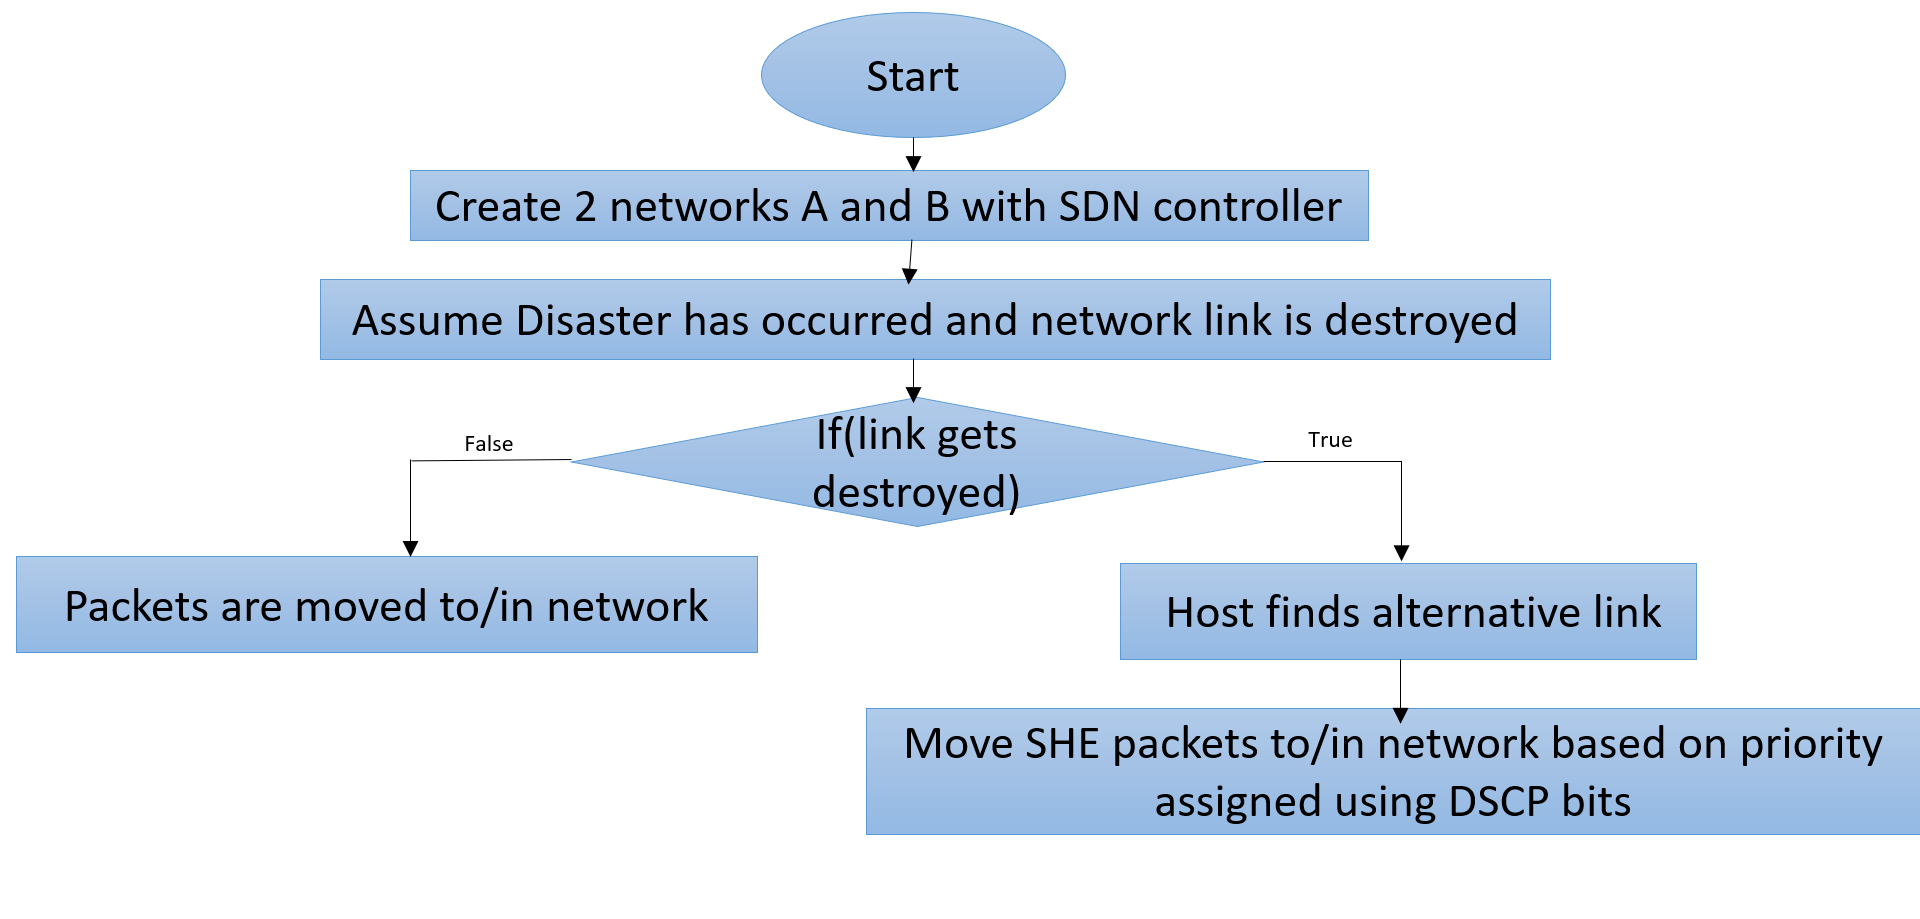 Start
Create 2 networks A and B with SDN controller
Assume Disaster has occurred and network link is destroyed
If(link gets
destroyed)
False
True
Packets are moved to/in network
Host finds alternative link
Move SHE packets to/in network based on priority
assigned using DSCP bits